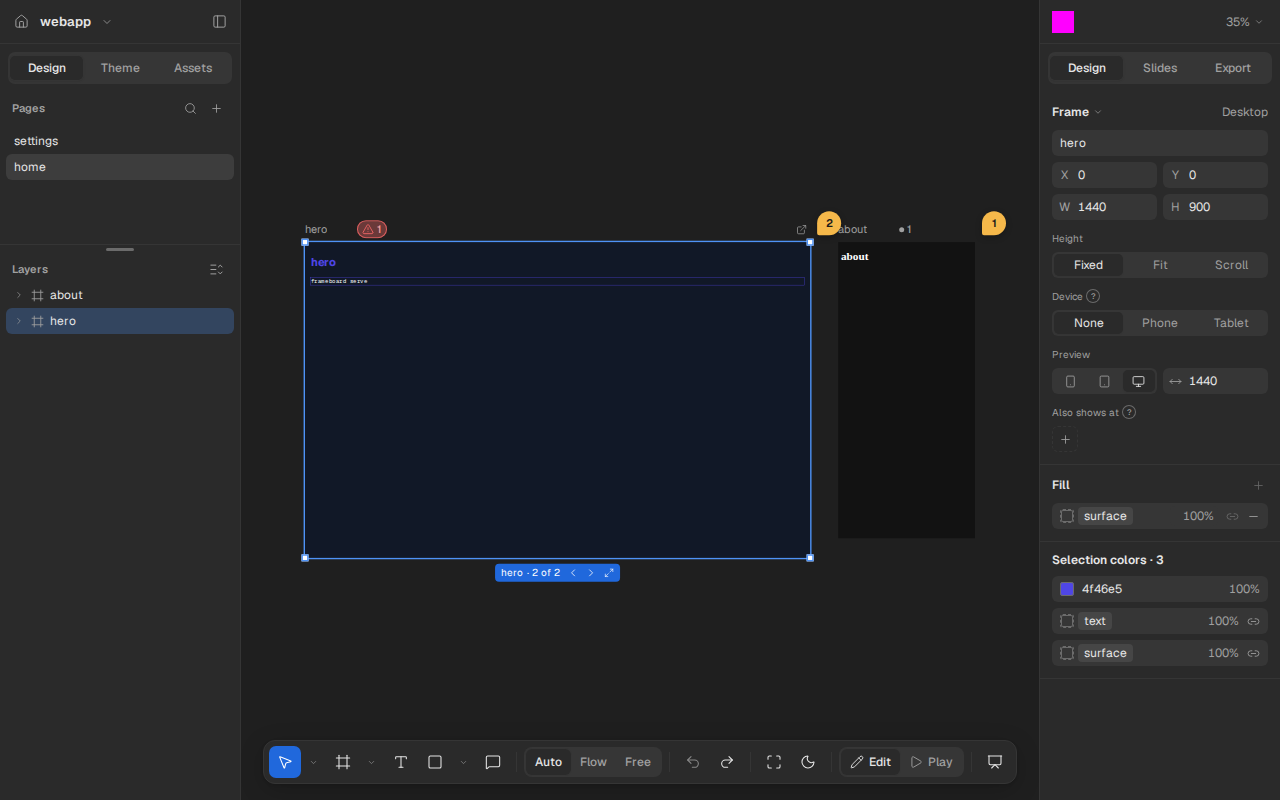 webapp
Design Theme Assets
Pages
settings
home
Layers
about
hero
hero 1 2
about 1 1
hero
frameboard serve
about
hero · 2 of 2
Auto Flow Free Edit Play
35%
Design Slides Export
Frame Desktop
hero
X 0 Y 0
W 1440 H 900
Height
Fixed Fit Scroll
Device ?
None Phone Tablet
Preview
1440
Also shows at ?
Fill
surface 100%
Selection colors · 3
4f46e5 100%
text 100%
surface 100%